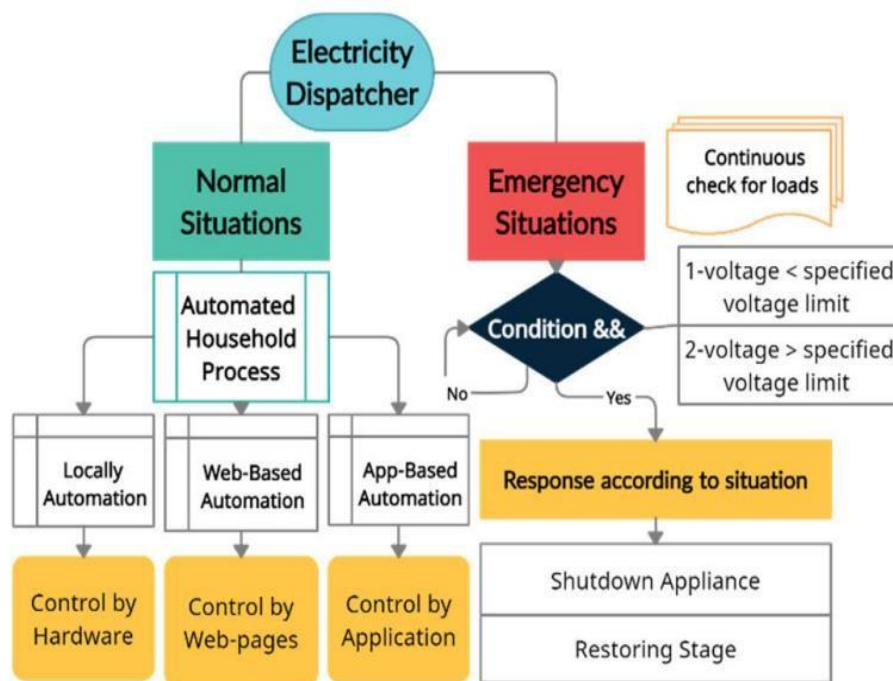 Electricity
Dispatcher
Normal
Situations
Emergency
Situations
Continuous
check for loads
Automated
Household
Process
Condition &&
1-voltage < specified
voltage limit
2-voltage > specified
voltage limit
No
Yes
Locally
Automation
Web-Based
Automation
App-Based
Automation
Response according to situation
Control by
Hardware
Control by
Web-pages
Control by
Application
Shutdown Appliance
Restoring Stage